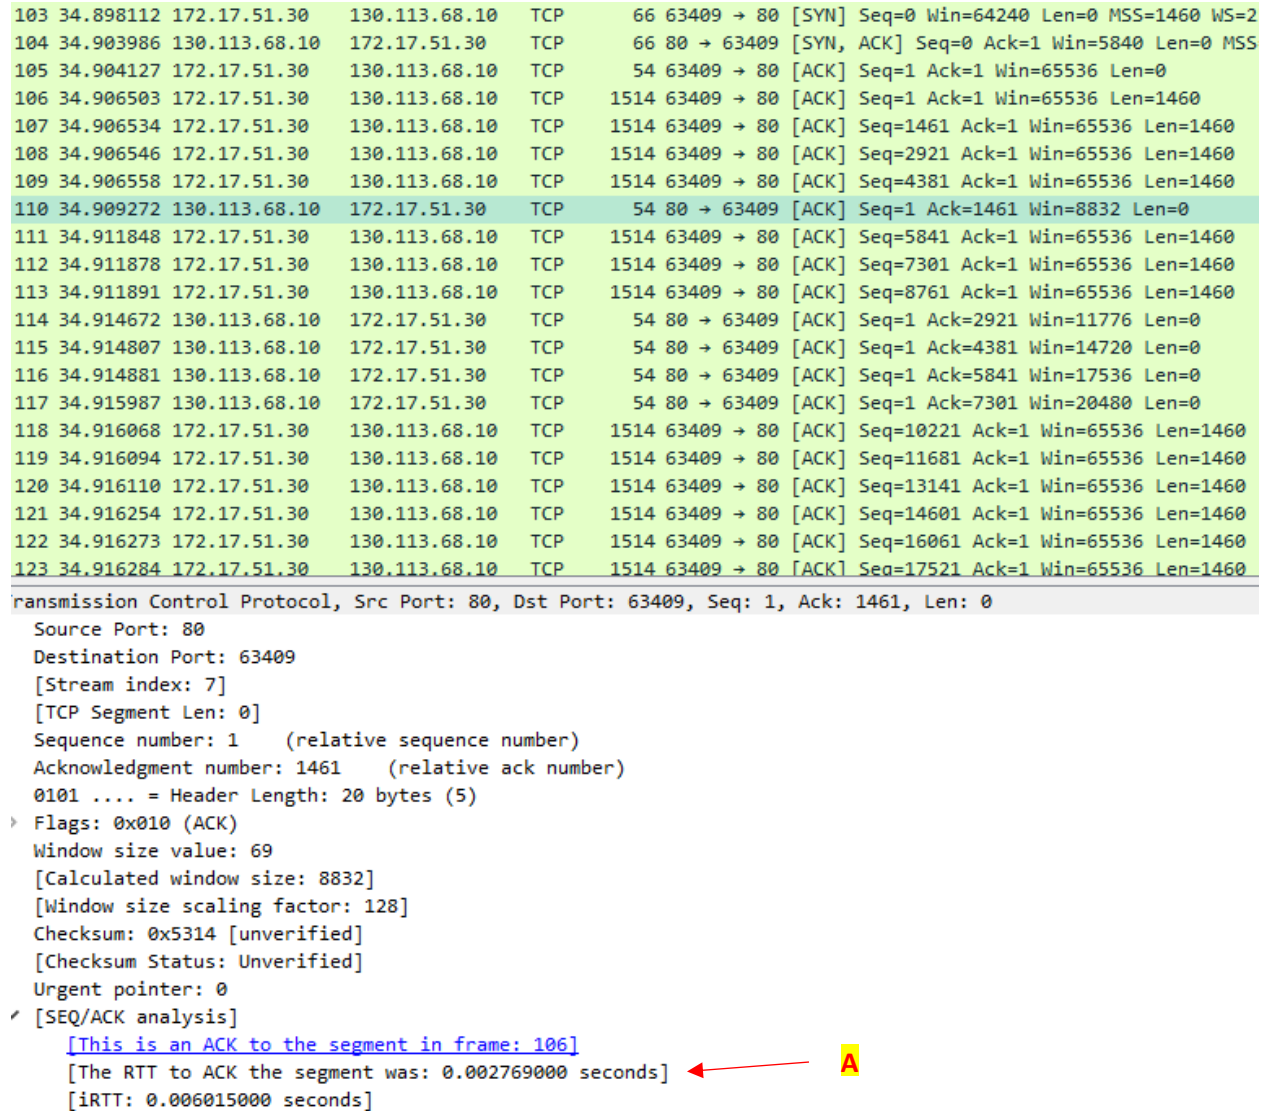 103 34.898112 172.17.51.30 130.113.68.10 TCP 66 63409 → 80 [SYN] Seq=0 Win=64240 Len=0 MSS=1460 WS=2
104 34.903986 130.113.68.10 172.17.51.30 TCP 66 80 → 63409 [SYN, ACK] Seq=0 Ack=1 Win=5840 Len=0 MSS
105 34.904127 172.17.51.30 130.113.68.10 TCP 54 63409 → 80 [ACK] Seq=1 Ack=1 Win=65536 Len=0
106 34.906503 172.17.51.30 130.113.68.10 TCP 1514 63409 → 80 [ACK] Seq=1 Ack=1 Win=65536 Len=1460
107 34.906534 172.17.51.30 130.113.68.10 TCP 1514 63409 → 80 [ACK] Seq=1461 Ack=1 Win=65536 Len=1460
108 34.906546 172.17.51.30 130.113.68.10 TCP 1514 63409 → 80 [ACK] Seq=2921 Ack=1 Win=65536 Len=1460
109 34.906558 172.17.51.30 130.113.68.10 TCP 1514 63409 → 80 [ACK] Seq=4381 Ack=1 Win=65536 Len=1460
110 34.909272 130.113.68.10 172.17.51.30 TCP 54 80 → 63409 [ACK] Seq=1 Ack=1461 Win=8832 Len=0
111 34.911848 172.17.51.30 130.113.68.10 TCP 1514 63409 → 80 [ACK] Seq=5841 Ack=1 Win=65536 Len=1460
112 34.911878 172.17.51.30 130.113.68.10 TCP 1514 63409 → 80 [ACK] Seq=7301 Ack=1 Win=65536 Len=1460
113 34.911891 172.17.51.30 130.113.68.10 TCP 1514 63409 → 80 [ACK] Seq=8761 Ack=1 Win=65536 Len=1460
114 34.914672 130.113.68.10 172.17.51.30 TCP 54 80 → 63409 [ACK] Seq=1 Ack=2921 Win=11776 Len=0
115 34.914807 130.113.68.10 172.17.51.30 TCP 54 80 → 63409 [ACK] Seq=1 Ack=4381 Win=14720 Len=0
116 34.914881 130.113.68.10 172.17.51.30 TCP 54 80 → 63409 [ACK] Seq=1 Ack=5841 Win=17536 Len=0
117 34.915987 130.113.68.10 172.17.51.30 TCP 54 80 → 63409 [ACK] Seq=1 Ack=7301 Win=20480 Len=0
118 34.916068 172.17.51.30 130.113.68.10 TCP 1514 63409 → 80 [ACK] Seq=10221 Ack=1 Win=65536 Len=1460
119 34.916094 172.17.51.30 130.113.68.10 TCP 1514 63409 → 80 [ACK] Seq=11681 Ack=1 Win=65536 Len=1460
120 34.916110 172.17.51.30 130.113.68.10 TCP 1514 63409 → 80 [ACK] Seq=13141 Ack=1 Win=65536 Len=1460
121 34.916254 172.17.51.30 130.113.68.10 TCP 1514 63409 → 80 [ACK] Seq=14601 Ack=1 Win=65536 Len=1460
122 34.916273 172.17.51.30 130.113.68.10 TCP 1514 63409 → 80 [ACK] Seq=16061 Ack=1 Win=65536 Len=1460
123 34.916284 172.17.51.30 130.113.68.10 TCP 1514 63409 → 80 [ACK] Seq=17521 Ack=1 Win=65536 Len=1460
ransmission Control Protocol, Src Port: 80, Dst Port: 63409, Seq: 1, Ack: 1461, Len: 0
Source Port: 80
Destination Port: 63409
[Stream index: 7]
[TCP Segment Len: 0]
Sequence number: 1 (relative sequence number)
Acknowledgment number: 1461 (relative ack number)
0101 .... = Header Length: 20 bytes (5)
Flags: 0x010 (ACK)
Window size value: 69
[Calculated window size: 8832]
[Window size scaling factor: 128]
Checksum: 0x5314 [unverified]
[Checksum Status: Unverified]
Urgent pointer: 0
[SEQ/ACK analysis]
[This is an ACK to the segment in frame: 106]
[The RTT to ACK the segment was: 0.002769000 seconds] A
[iRTT: 0.006015000 seconds]